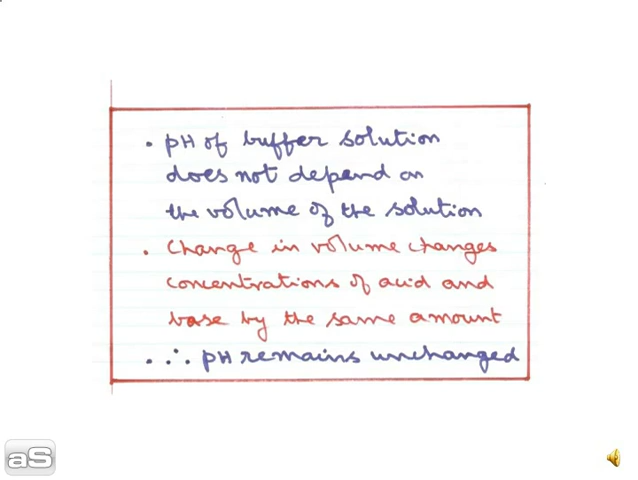 • pH of buffer solution
does not depend on
the volume of the solution
• Change in volume changes
concentrations of acid and
base by the same amount
• ∴ pH remains unchanged
aS